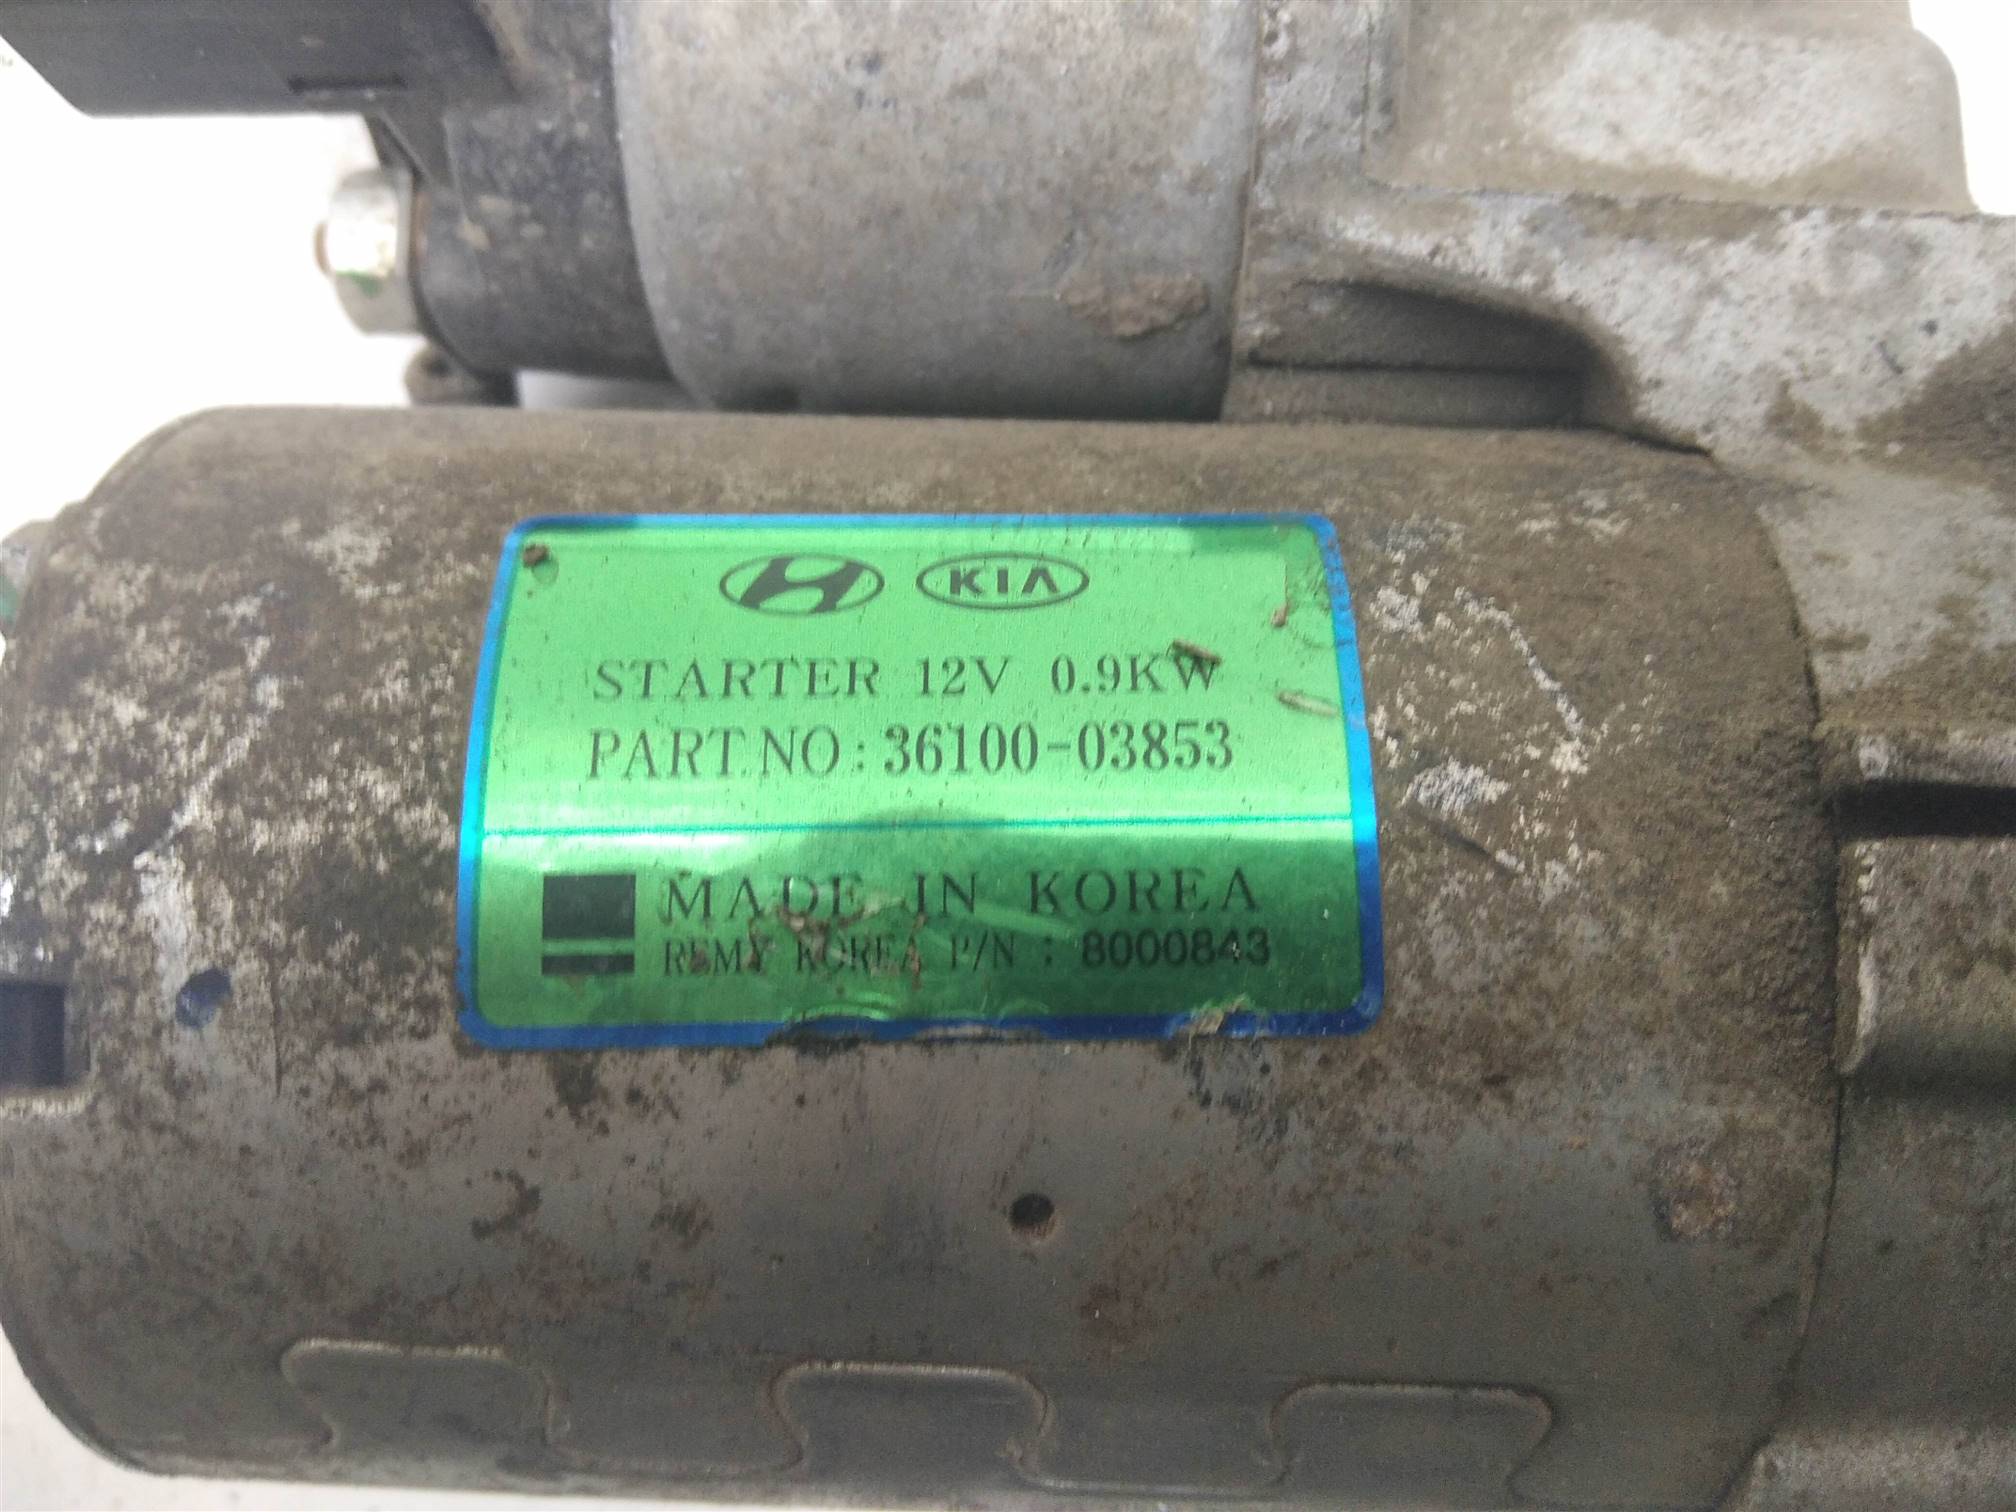 KIA
STARTER 12V 0.9KW
PART.NO : 36100-03853
MADE IN KOREA
REMY KOREA P/N : 8000843